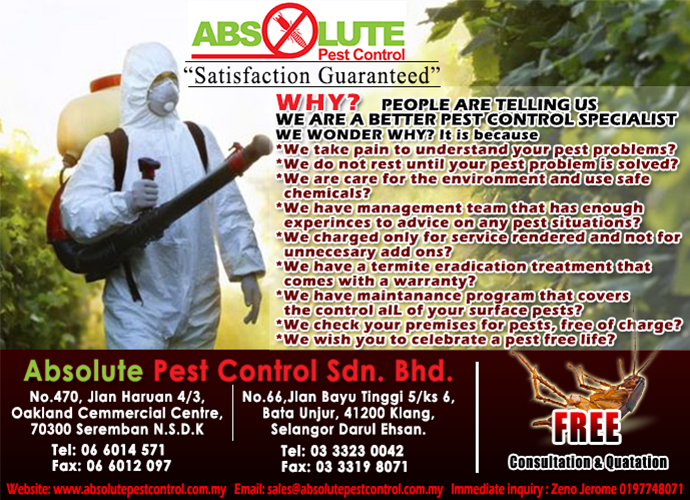 ABSOLUTE
Pest Control
"Satisfaction Guaranteed"
WHY? PEOPLE ARE TELLING US
WE ARE A BETTER PEST CONTROL SPECIALIST
WE WONDER WHY? It is because
*We take pain to understand your pest problems?
*We do not rest until your pest problem is solved?
*We are care for the environment and use safe
chemicals?
*We have management team that has enough
experinces to advice on any pest situations?
*We charged only for service rendered and not for
unnecesary add ons?
*We have a termite eradication treatment that
comes with a warranty?
*We have maintanance program that covers
the control aiL of your surface pests?
*We check your premises for pests, free of charge?
*We wish you to celebrate a pest free life?
Absolute Pest Control Sdn. Bhd.
No.470, Jlan Haruan 4/3,
Oakland Cemmercial Centre,
70300 Seremban N.S.D.K
Tel: 06 6014 571
Fax: 06 6012 097
No.66,Jlan Bayu Tinggi 5/ks 6,
Bata Unjur, 41200 Klang,
Selangor Darul Ehsan.
Tel: 03 3323 0042
Fax: 03 3319 8071
FREE
Consultation & Quatation
Website: www.absolutepestcontrol.com.my Email: sales@absolutepestcontrol.com.my Immediate inquiry : Zeno Jerome 0197748071